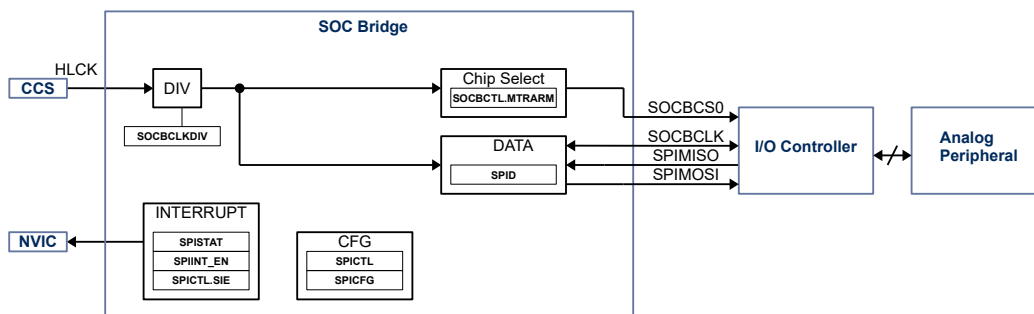 SOC Bridge
HLCK
CCS
DIV
SOCBCLKDIV
Chip Select
SOCBCTL.MTRARM
SOCBCS0
DATA
SPID
SOCBCLK
SPIMISO
SPIMOSI
I/O Controller
Analog
Peripheral
NVIC
INTERRUPT
SPISTAT
SPIINT_EN
SPICTL.SIE
CFG
SPICTL
SPICFG